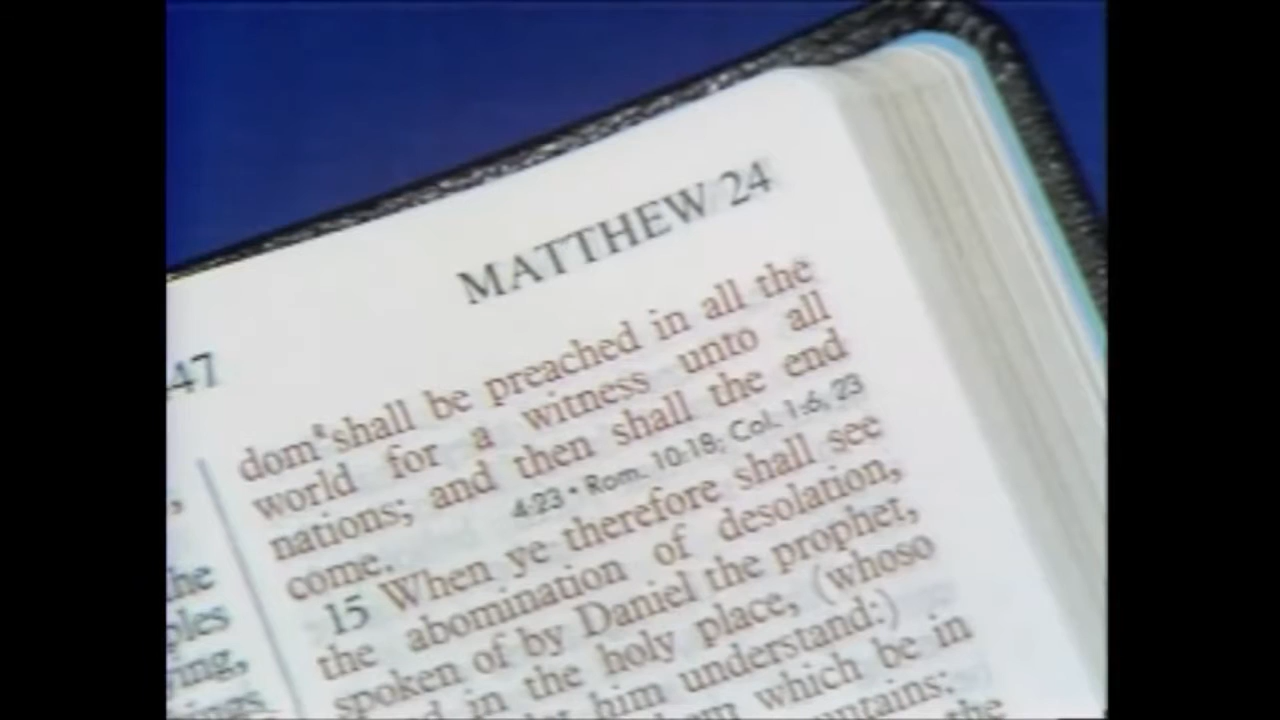 MATTHEW 24
47
dom shall be preached in all the
world for a witness unto all
nations; and then shall the end
come.
4:23 • Rom. 10:18; Col. 1:6, 23
15 When ye therefore shall see
the abomination of desolation,
spoken of by Daniel the prophet,
in the holy place, (whoso
him understand:)
which be in
the